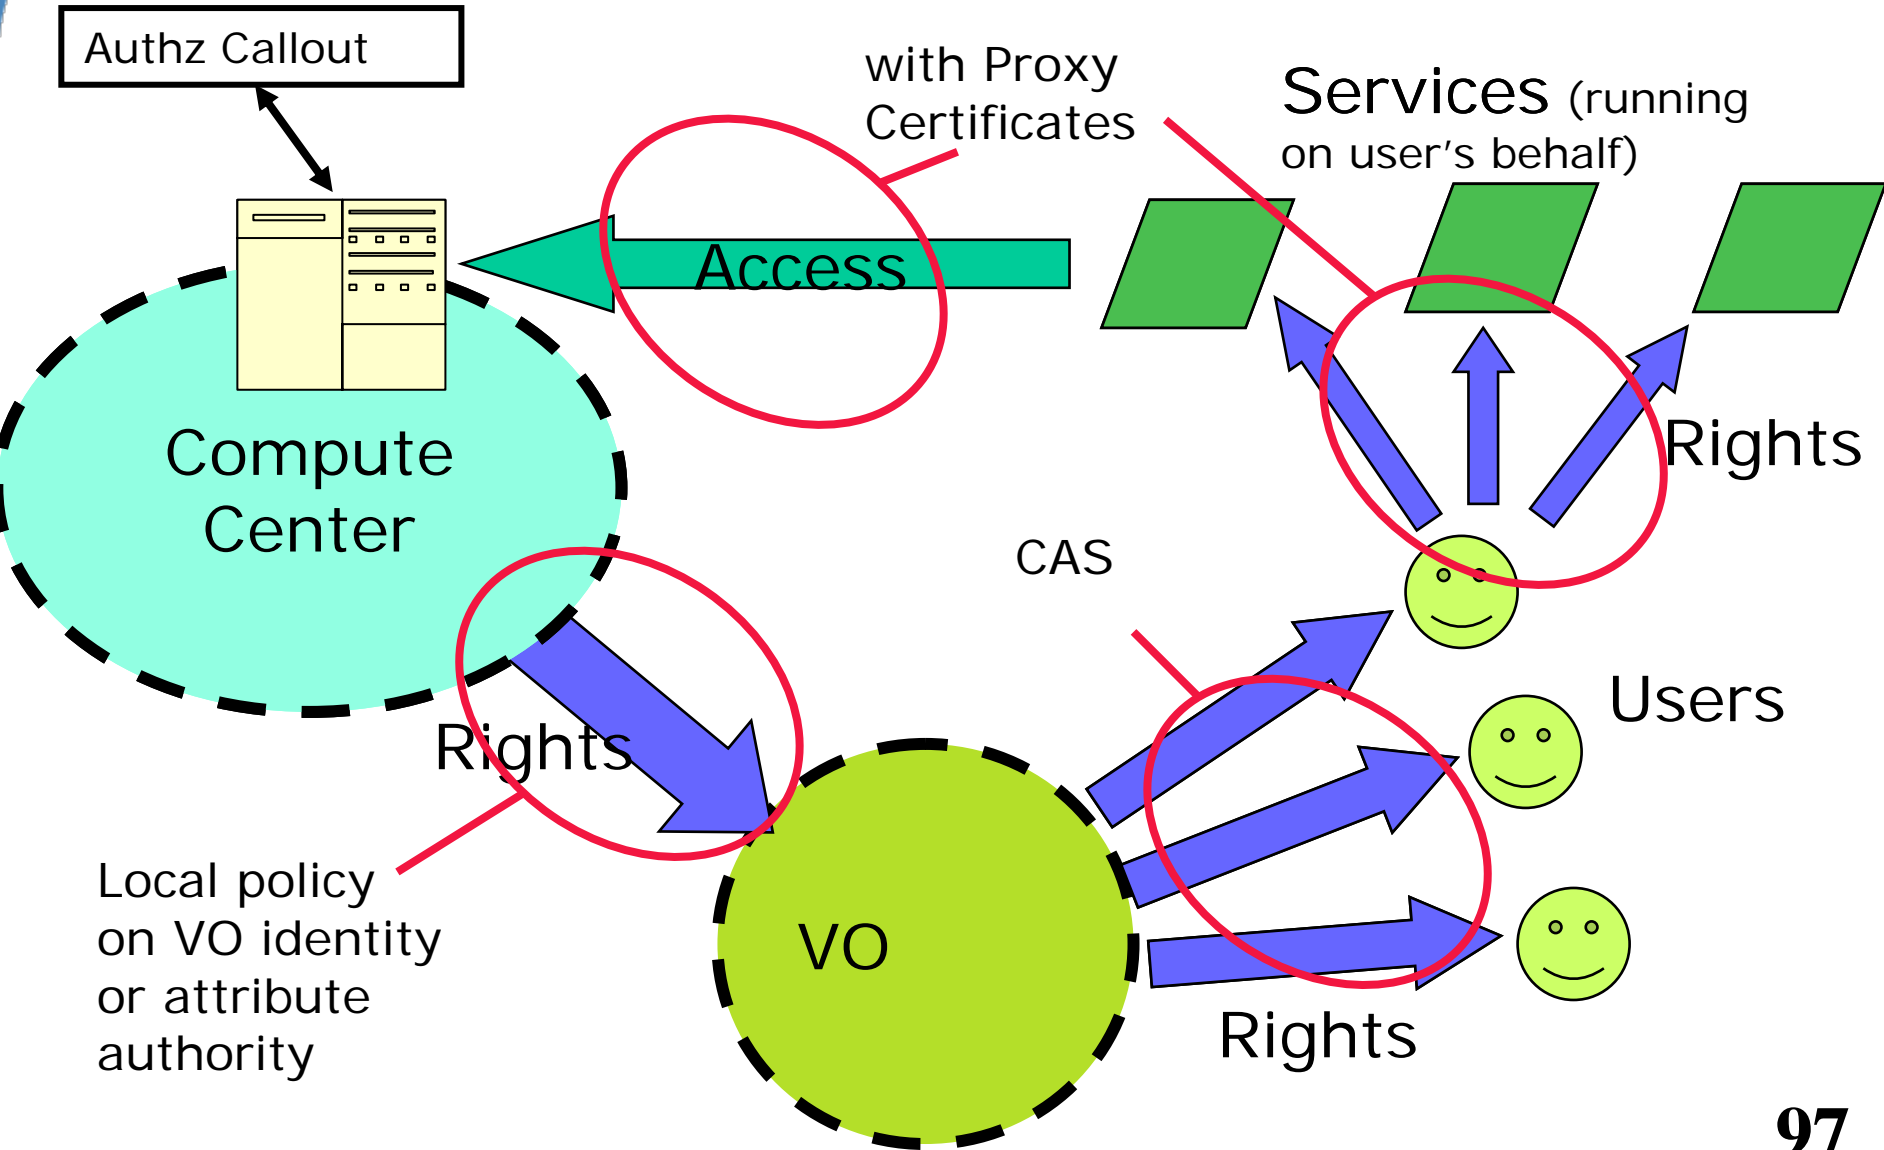 Authz Callout
with Proxy
Certificates
Services (running
on user's behalf)
Access
Compute
Center
Rights
CAS
Users
Rights
Local policy
on VO identity
or attribute
authority
VO
Rights
97